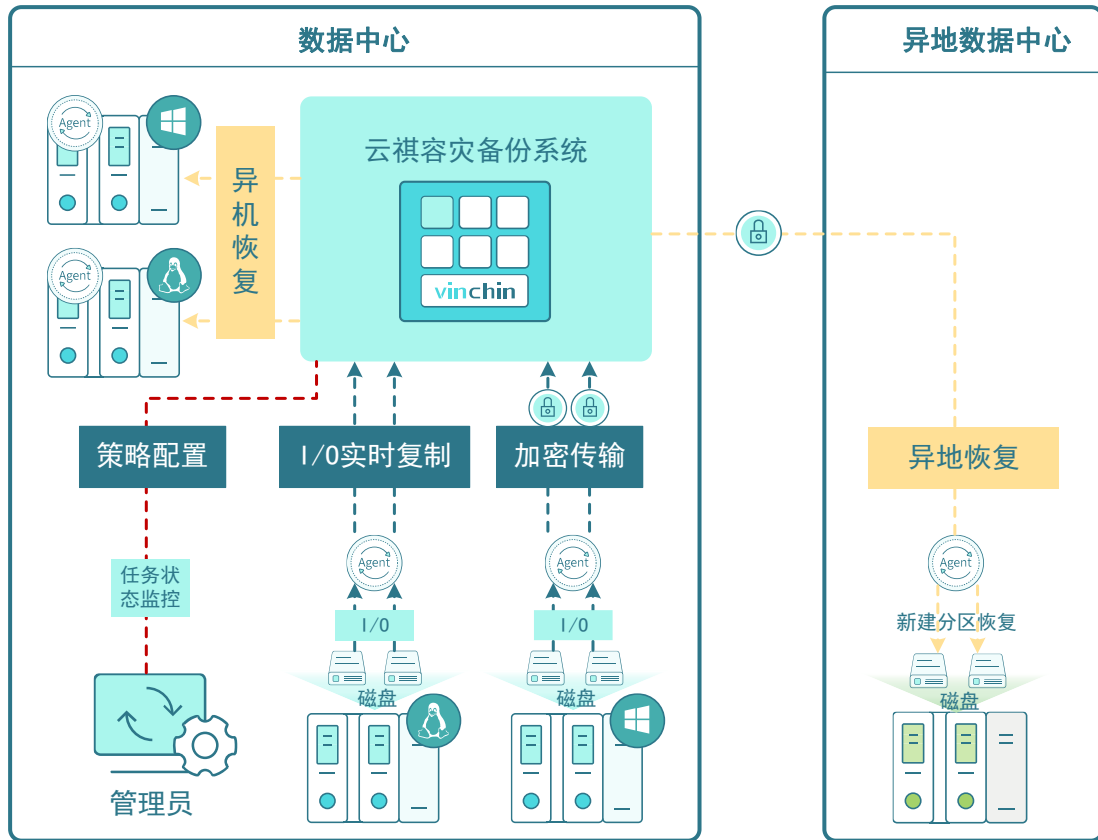 数据中心
异地数据中心
Agent
云祺容灾备份系统
异
机
恢
复
vinchin
Agent
策略配置
I/O实时复制
加密传输
异地恢复
Agent
Agent
Agent
任务状
态监控
I/O
I/O
新建分区恢复
磁盘
磁盘
磁盘
管理员